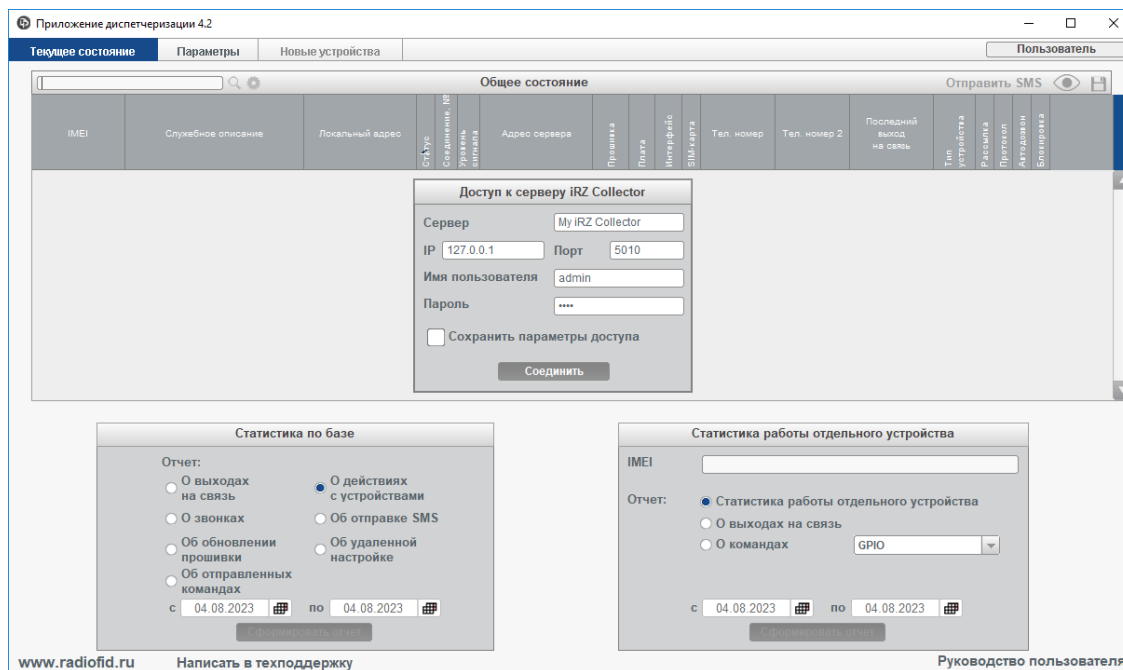 Приложение диспетчеризации 4.2
Текущее состояние
Параметры
Новые устройства
Пользователь
Общее состояние
Отправить SMS
IMEI
Служебное описание
Локальный адрес
Статус
Соединение, №
Уровень сигнала
Адрес сервера
Прошивка
Плата
Интерфейс
SIM-карта
Тел. номер
Тел. номер 2
Последний
выход
на связь
Тип
устройства
Рассылка
Протокол
Автодозвон
Блокировка
Доступ к серверу iRZ Collector
Сервер My iRZ Collector
IP 127.0.0.1 Порт 5010
Имя пользователя admin
Пароль ••••
Сохранить параметры доступа
Соединить
Статистика по базе
Отчет:
О выходах
на связь
О действиях
с устройствами
О звонках
Об отправке SMS
Об обновлении
прошивки
Об удаленной
настройке
Об отправленных
командах
с 04.08.2023 по 04.08.2023
Сформировать отчет
Статистика работы отдельного устройства
IMEI
Отчет:
Статистика работы отдельного устройства
О выходах на связь
О командах GPIO
с 04.08.2023 по 04.08.2023
Сформировать отчет
www.radiofid.ru
Написать в техподдержку
Руководство пользователя